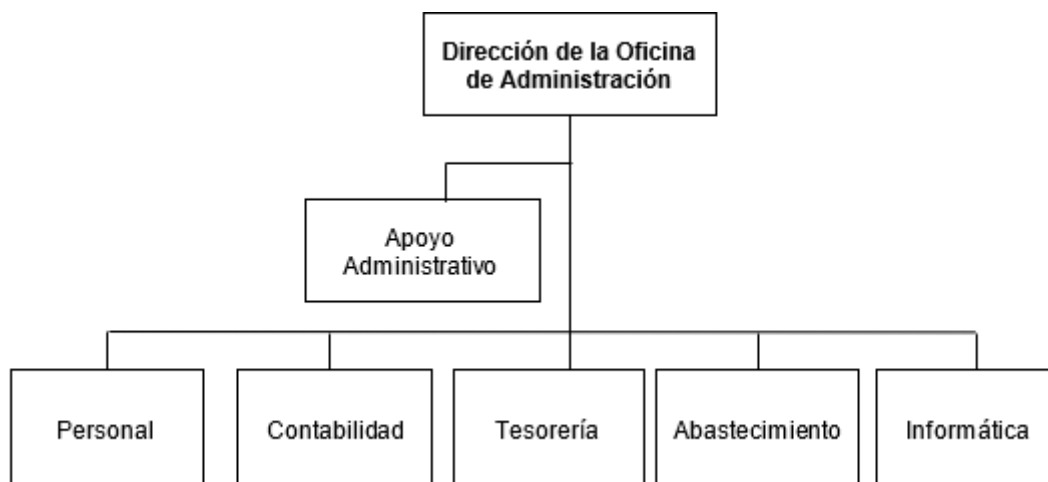 Dirección de la Oficina
de Administración
Apoyo
Administrativo
Personal
Contabilidad
Tesorería
Abastecimiento
Informática